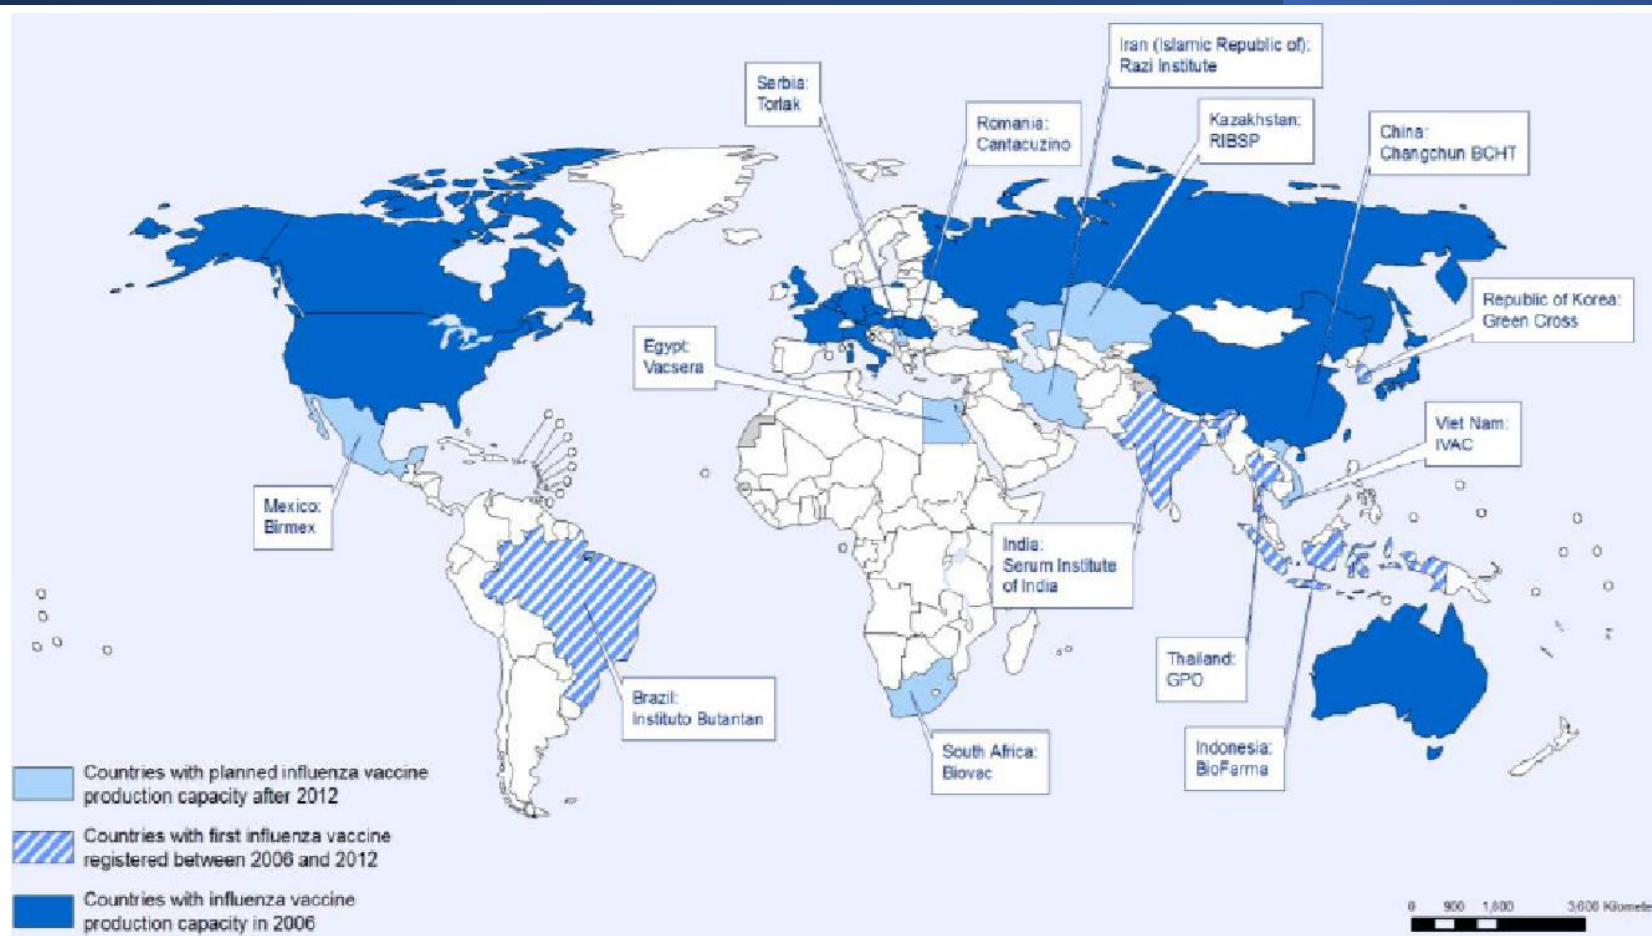 Iran (Islamic Republic of):
Razi Institute
Serbia:
Torlak
Romania:
Cantacuzino
Kazakhstan:
RIBSP
China:
Changchun BCHT
Republic of Korea:
Green Cross
Egypt:
Vacsera
Viet Nam:
IVAC
Mexico:
Birmex
India:
Serum Institute
of India
Thailand:
GPO
Brazil:
Instituto Butantan
South Africa:
Biovac
Indonesia:
BioFarma
Countries with planned influenza vaccine
production capacity after 2012
Countries with first influenza vaccine
registered between 2006 and 2012
Countries with influenza vaccine
production capacity in 2006
0 900 1,800 3,600 Kilomete